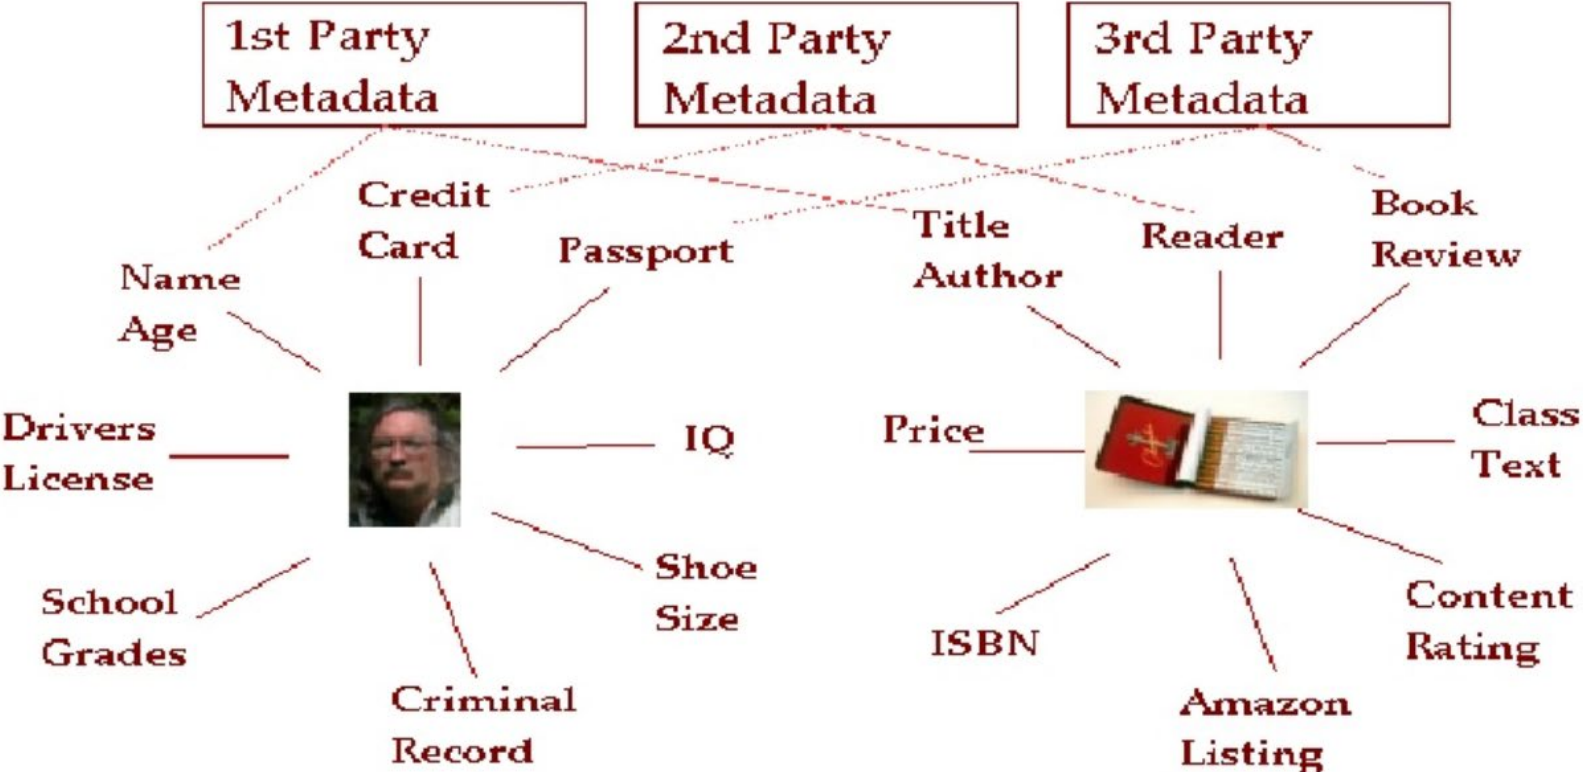 1st Party
Metadata
2nd Party
Metadata
3rd Party
Metadata
Name
Age
Credit
Card
Passport
Title
Author
Reader
Book
Review
Drivers
License
IQ
Price
Class
Text
School
Grades
Criminal
Record
Shoe
Size
ISBN
Amazon
Listing
Content
Rating